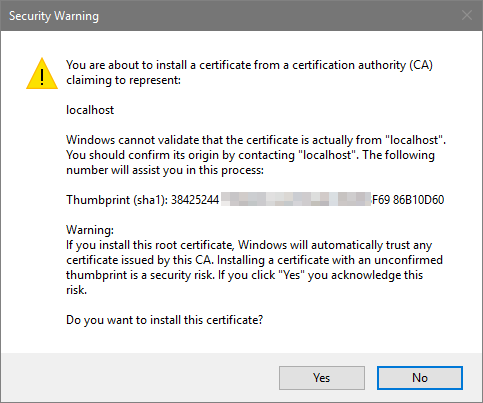 Security Warning
You are about to install a certificate from a certification authority (CA)
claiming to represent:
localhost
Windows cannot validate that the certificate is actually from "localhost".
You should confirm its origin by contacting "localhost". The following
number will assist you in this process:
Thumbprint (sha1): 38425244 F69 86B10D60
Warning:
If you install this root certificate, Windows will automatically trust any
certificate issued by this CA. Installing a certificate with an unconfirmed
thumbprint is a security risk. If you click "Yes" you acknowledge this
risk.
Do you want to install this certificate?
Yes
No